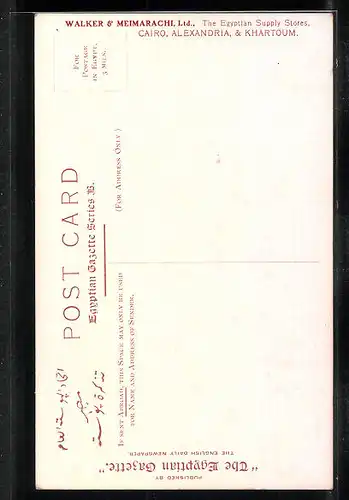 WALKER & MEIMARACHI, Ltd., The Egyptian Supply Stores,
CAIRO, ALEXANDRIA, & KHARTOUM.
FOR
POSTAGE
IN EGYPT,
3 MILS.
POST CARD
Egyptian Gazette Series B.
(FOR ADDRESS ONLY.)
IF SENT ABROAD, THIS SPACE MAY ONLY BE USED
FOR NAME AND ADDRESS OF SENDER.
PUBLISHED BY
"The Egyptian Gazette."
THE ENGLISH DAILY NEWSPAPER